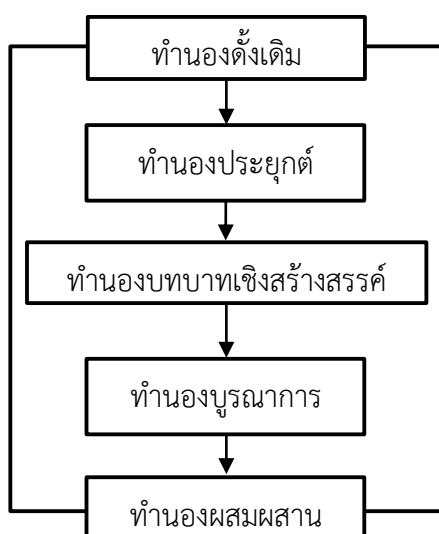 ทำนองดั้งเดิม
ทำนองประยุกต์
ทำนองบทบาทเชิงสร้างสรรค์
ทำนองบูรณาการ
ทำนองผสมผสาน